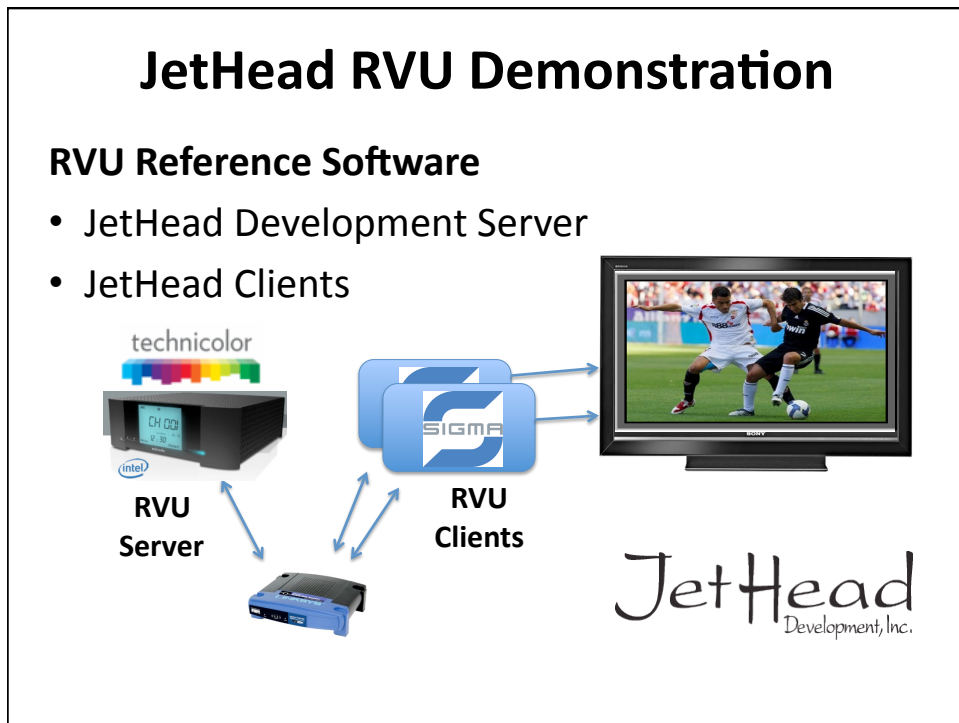 JetHead RVU Demonstration
RVU Reference Software
• JetHead Development Server
• JetHead Clients
technicolor
CH 001
12:30
intel
RVU
Server
SIGMA
RVU
Clients
LINKSYS
SONY
JetHead
Development, Inc.